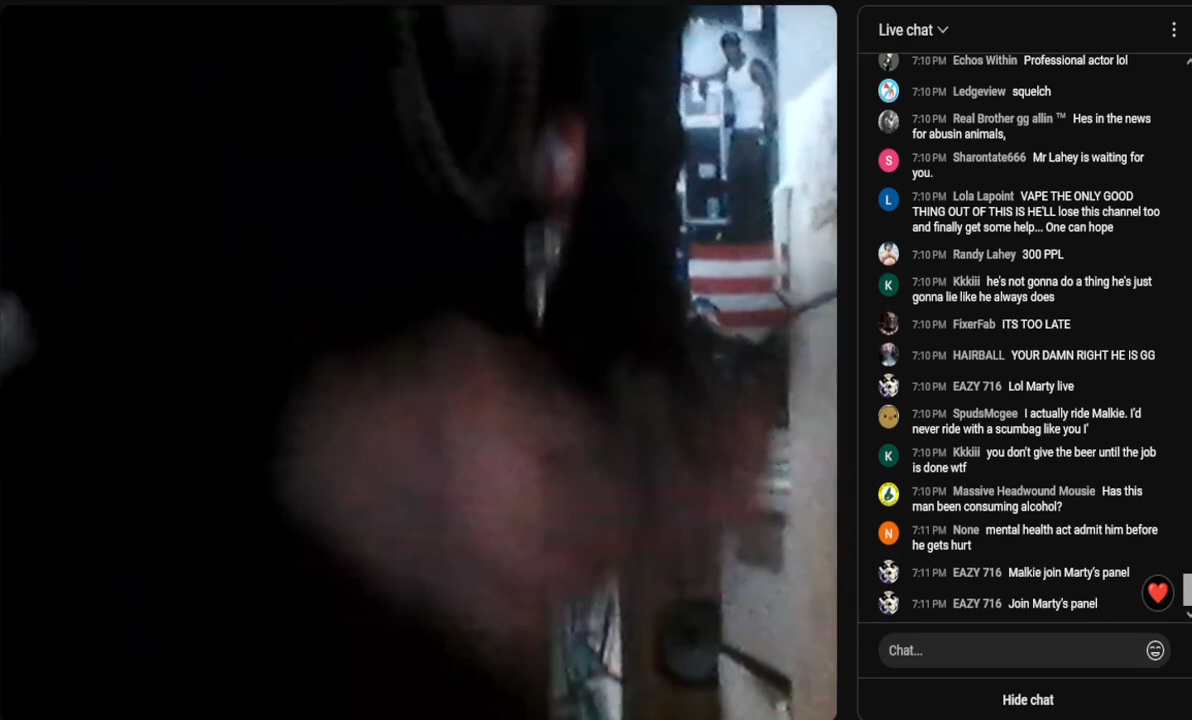 Live chat
7:10 PM Echos Within Professional actor lol
7:10 PM Ledgeview squelch
7:10 PM Real Brother gg allin ™ Hes in the news
for abusin animals,
7:10 PM Sharontate666 Mr Lahey is waiting for
you.
7:10 PM Lola Lapoint VAPE THE ONLY GOOD
THING OUT OF THIS IS HE'LL lose this channel too
and finally get some help... One can hope
7:10 PM Randy Lahey 300 PPL
7:10 PM Kkkiii he's not gonna do a thing he's just
gonna lie like he always does
7:10 PM FixerFab ITS TOO LATE
7:10 PM HAIRBALL YOUR DAMN RIGHT HE IS GG
7:10 PM EAZY 716 Lol Marty live
7:10 PM SpudsMcgee I actually ride Malkie. I'd
never ride with a scumbag like you I'
7:10 PM Kkkiii you don't give the beer until the job
is done wtf
7:10 PM Massive Headwound Mousie Has this
man been consuming alcohol?
7:11 PM None mental health act admit him before
he gets hurt
7:11 PM EAZY 716 Malkie join Marty's panel
7:11 PM EAZY 716 Join Marty's panel
Chat...
Hide chat
S
L
K
K
N